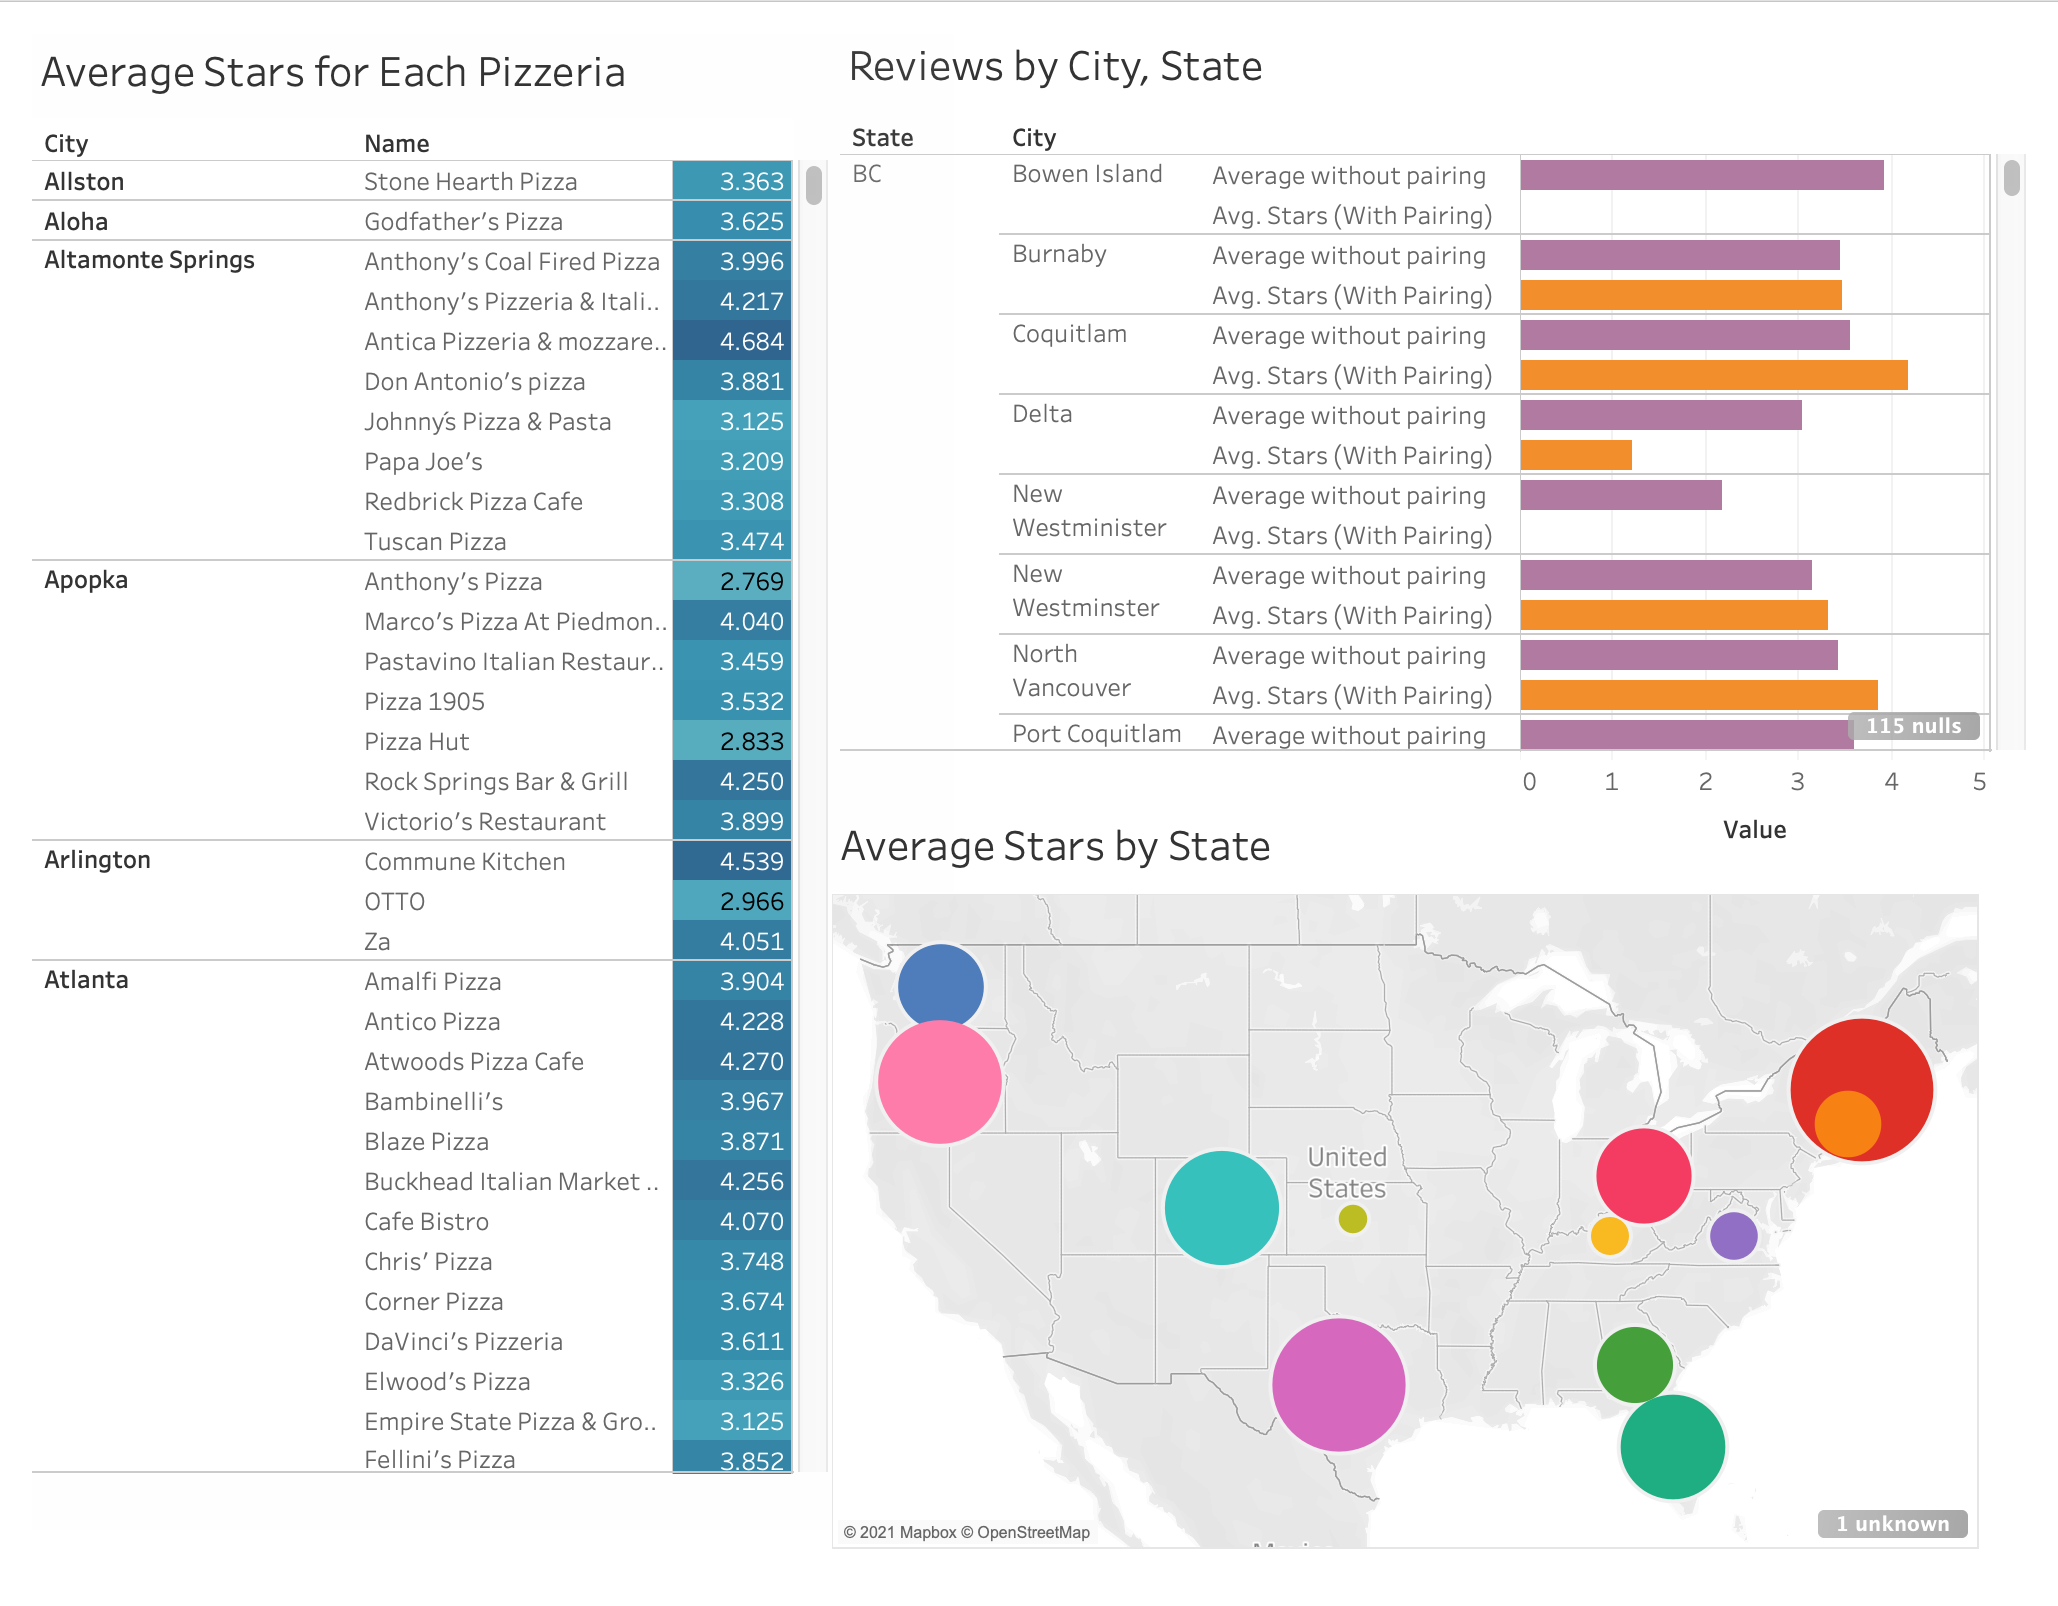 Average Stars for Each Pizzeria
City Name
Allston Stone Hearth Pizza 3.363
Aloha Godfather's Pizza 3.625
Altamonte Springs Anthony's Coal Fired Pizza 3.996
Anthony's Pizzeria & Itali.. 4.217
Antica Pizzeria & mozzare.. 4.684
Don Antonio's pizza 3.881
Johnny´s Pizza & Pasta 3.125
Papa Joe's 3.209
Redbrick Pizza Cafe 3.308
Tuscan Pizza 3.474
Apopka Anthony's Pizza 2.769
Marco's Pizza At Piedmon.. 4.040
Pastavino Italian Restaur.. 3.459
Pizza 1905 3.532
Pizza Hut 2.833
Rock Springs Bar & Grill 4.250
Victorio's Restaurant 3.899
Arlington Commune Kitchen 4.539
OTTO 2.966
Za 4.051
Atlanta Amalfi Pizza 3.904
Antico Pizza 4.228
Atwoods Pizza Cafe 4.270
Bambinelli's 3.967
Blaze Pizza 3.871
Buckhead Italian Market .. 4.256
Cafe Bistro 4.070
Chris' Pizza 3.748
Corner Pizza 3.674
DaVinci's Pizzeria 3.611
Elwood's Pizza 3.326
Empire State Pizza & Gro.. 3.125
Fellini's Pizza 3.852
Reviews by City, State
State City
BC Bowen Island Average without pairing
Avg. Stars (With Pairing)
Burnaby Average without pairing
Avg. Stars (With Pairing)
Coquitlam Average without pairing
Avg. Stars (With Pairing)
Delta Average without pairing
Avg. Stars (With Pairing)
New Average without pairing
Westminister Avg. Stars (With Pairing)
New Average without pairing
Westminster Avg. Stars (With Pairing)
North Average without pairing
Vancouver Avg. Stars (With Pairing)
Port Coquitlam Average without pairing
115 nulls
0 1 2 3 4 5
Value
Average Stars by State
United
States
© 2021 Mapbox © OpenStreetMap
1 unknown